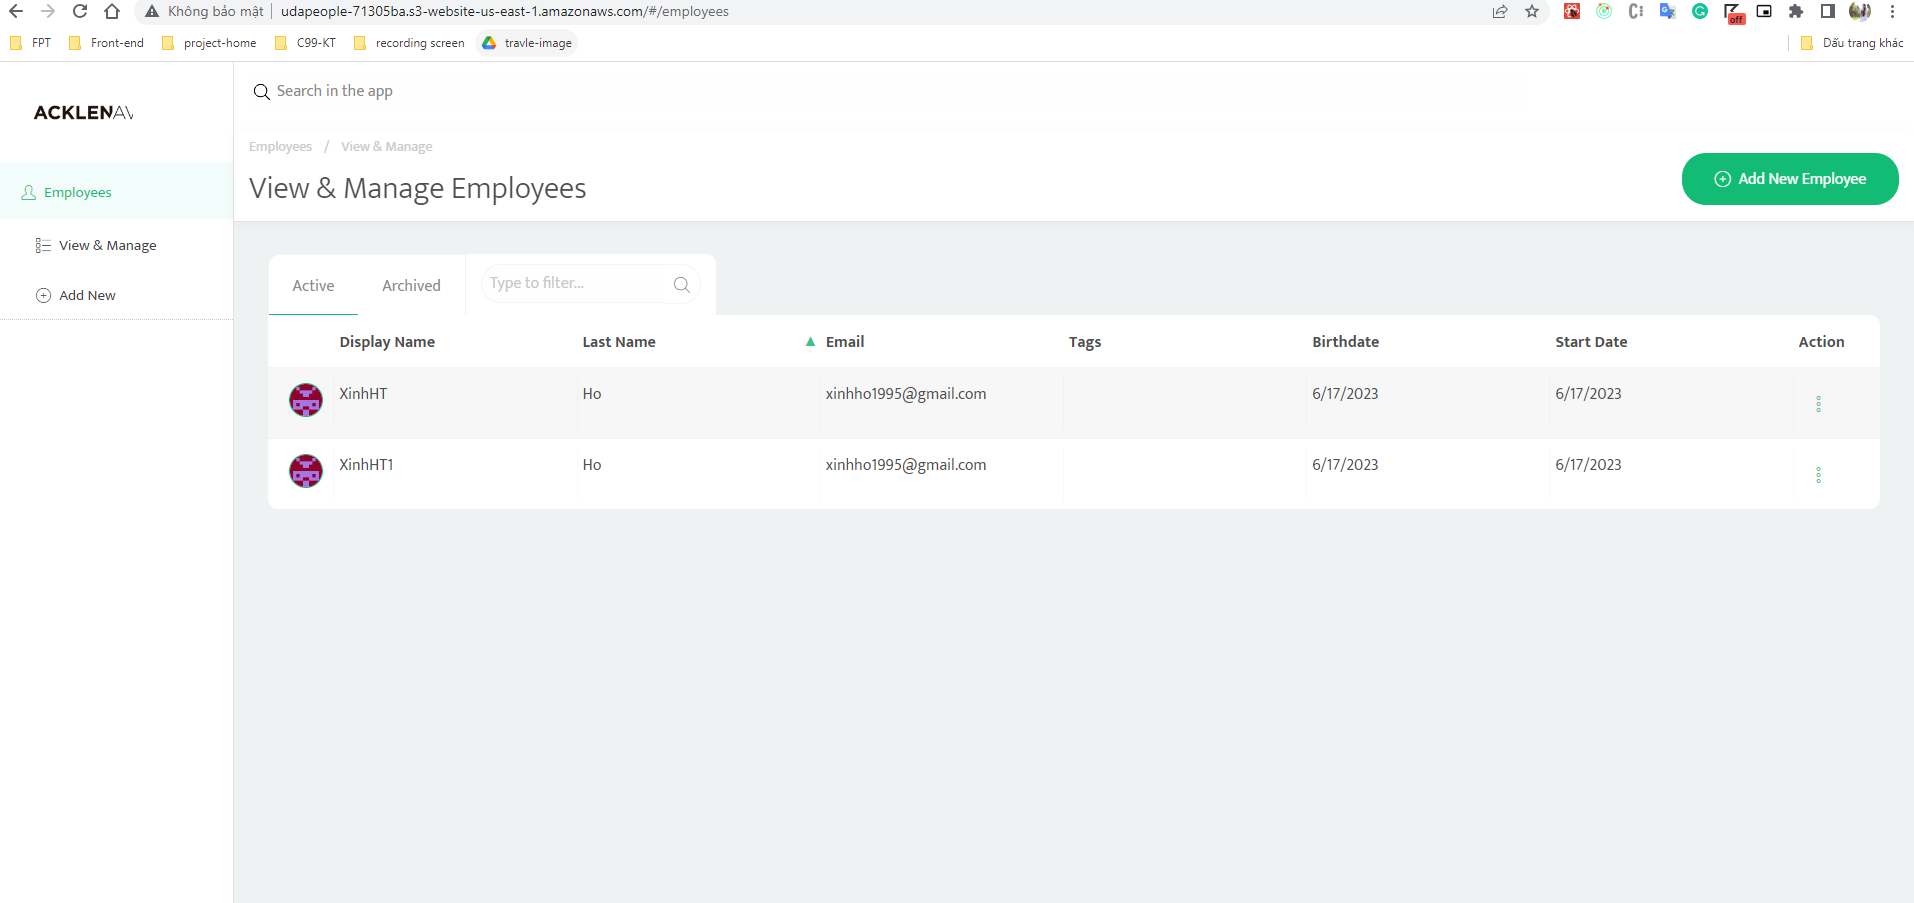 Không bảo mật udapeople-71305ba.s3-website-us-east-1.amazonaws.com/#/employees
off
FPT Front-end project-home C99-KT recording screen travle-image Dấu trang khác
ACKLENAV
Search in the app
Employees / View & Manage
View & Manage Employees
Add New Employee
Employees
View & Manage
Add New
Active Archived Type to filter...
Display Name Last Name ▲ Email Tags Birthdate Start Date Action
XinhHT Ho xinhho1995@gmail.com 6/17/2023 6/17/2023
XinhHT1 Ho xinhho1995@gmail.com 6/17/2023 6/17/2023